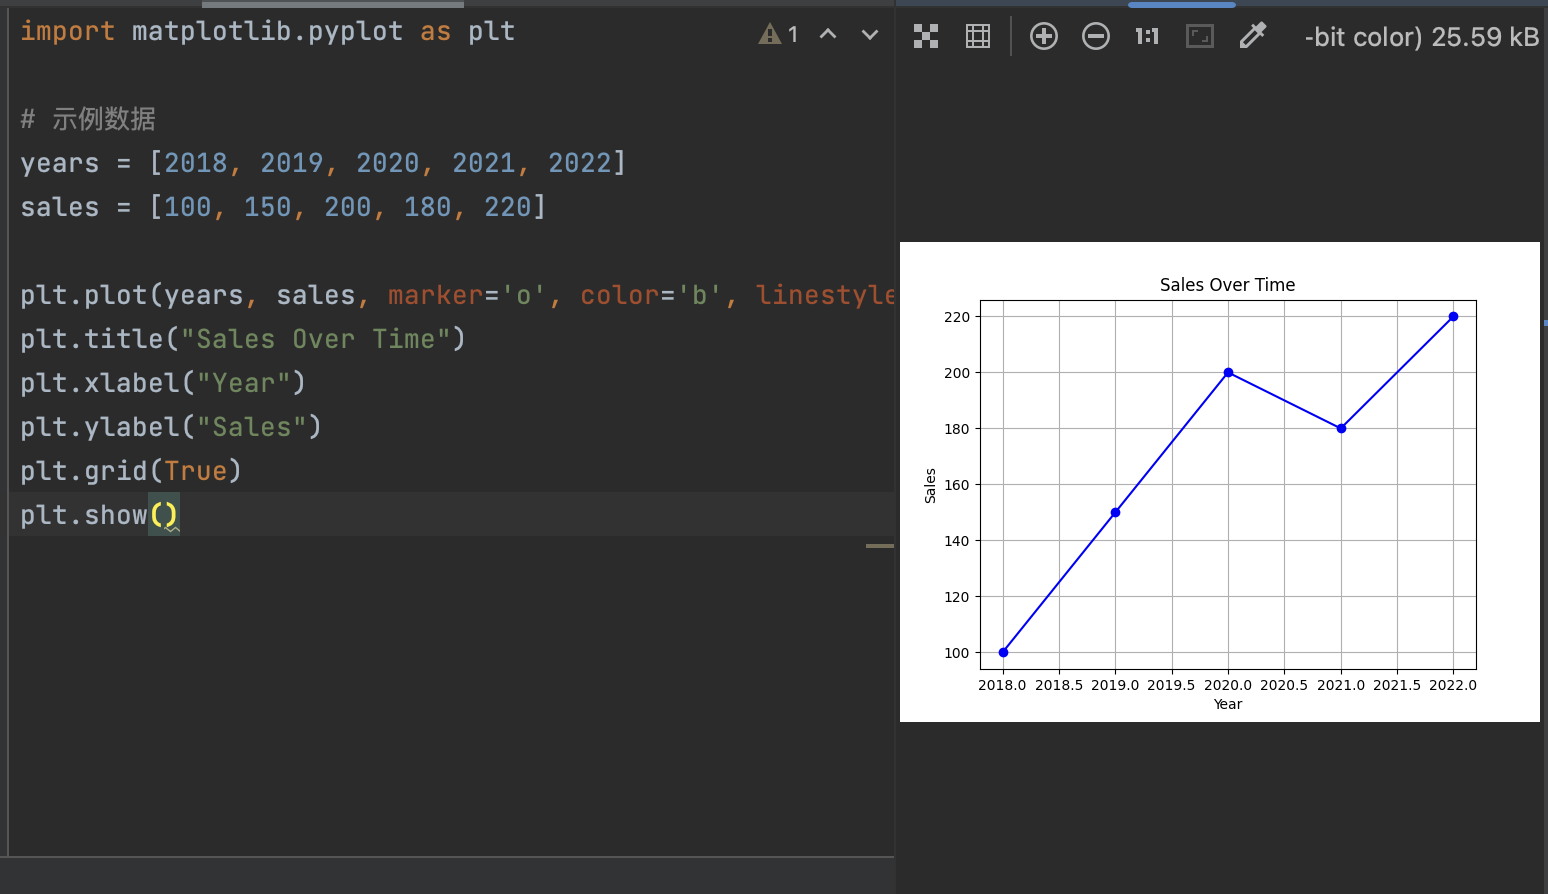 import matplotlib.pyplot as plt
1
# 示例数据
years = [2018, 2019, 2020, 2021, 2022]
sales = [100, 150, 200, 180, 220]
plt.plot(years, sales, marker='o', color='b', linestyle
plt.title("Sales Over Time")
plt.xlabel("Year")
plt.ylabel("Sales")
plt.grid(True)
plt.show()
1:1
-bit color) 25.59 kB
Sales Over Time
220
200
180
160
140
120
100
Sales
2018.0 2018.5 2019.0 2019.5 2020.0 2020.5 2021.0 2021.5 2022.0
Year